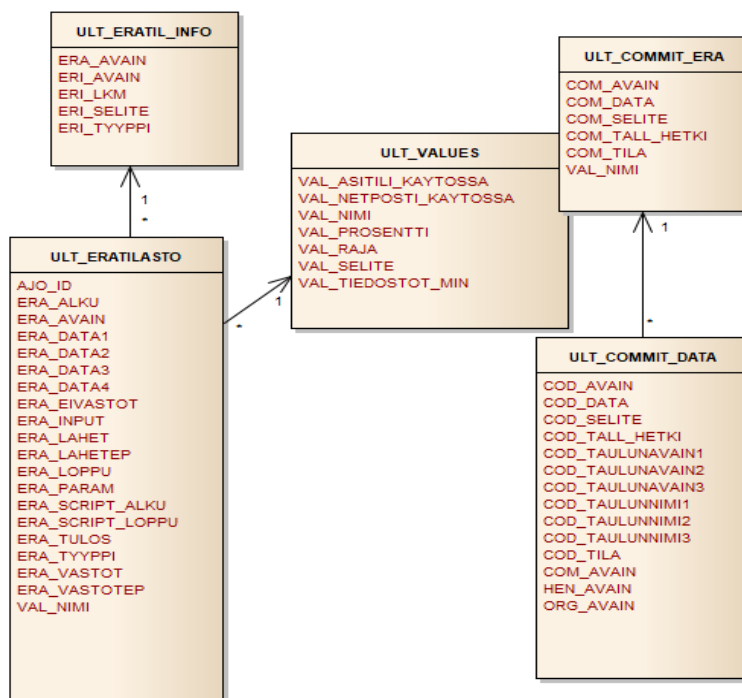 ULT_ERATIL_INFO
ERA_AVAIN
ERI_AVAIN
ERI_LKM
ERI_SELITE
ERI_TYYPPI
ULT_COMMIT_ERA
COM_AVAIN
COM_DATA
COM_SELITE
COM_TALL_HETKI
COM_TILA
VAL_NIMI
ULT_VALUES
VAL_ASITILI_KAYTOSSA
VAL_NETPOSTI_KAYTOSSA
VAL_NIMI
VAL_PROSENTTI
VAL_RAJA
VAL_SELITE
VAL_TIEDOSTOT_MIN
1
*
1
*
1
*
ULT_ERATILASTO
AJO_ID
ERA_ALKU
ERA_AVAIN
ERA_DATA1
ERA_DATA2
ERA_DATA3
ERA_DATA4
ERA_EIVASTOT
ERA_INPUT
ERA_LAHET
ERA_LAHETEP
ERA_LOPPU
ERA_PARAM
ERA_SCRIPT_ALKU
ERA_SCRIPT_LOPPU
ERA_TULOS
ERA_TYYPPI
ERA_VASTOT
ERA_VASTOTEP
VAL_NIMI
ULT_COMMIT_DATA
COD_AVAIN
COD_DATA
COD_SELITE
COD_TALL_HETKI
COD_TAULUNAVAIN1
COD_TAULUNAVAIN2
COD_TAULUNAVAIN3
COD_TAULUNNIMI1
COD_TAULUNNIMI2
COD_TAULUNNIMI3
COD_TILA
COM_AVAIN
HEN_AVAIN
ORG_AVAIN